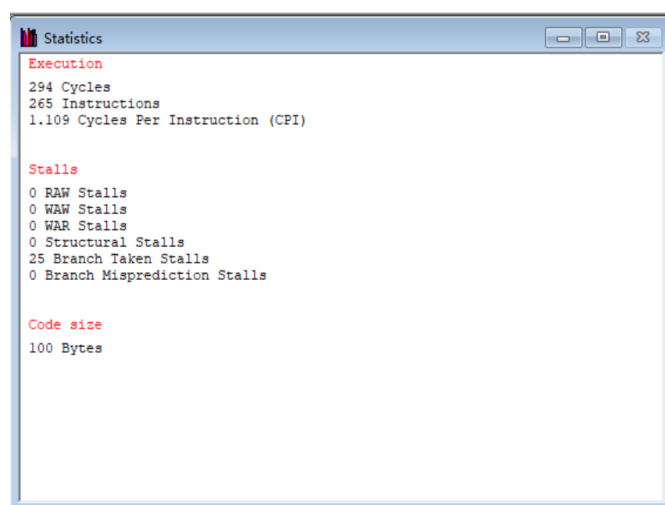 Statistics
Execution
294 Cycles
265 Instructions
1.109 Cycles Per Instruction (CPI)
Stalls
0 RAW Stalls
0 WAW Stalls
0 WAR Stalls
0 Structural Stalls
25 Branch Taken Stalls
0 Branch Misprediction Stalls
Code size
100 Bytes